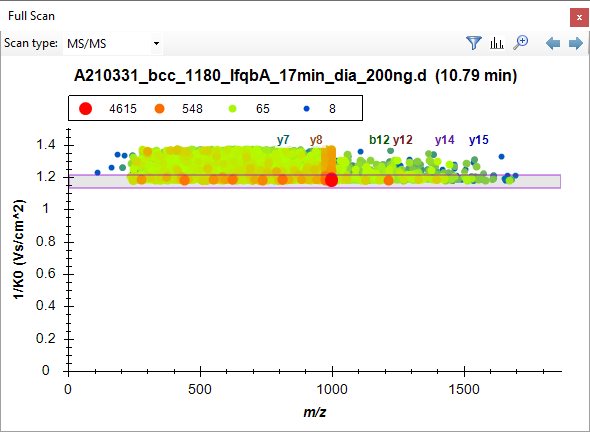 Full Scan
x
Scan type: MS/MS
A210331_bcc_1180_lfqbA_17min_dia_200ng.d (10.79 min)
4615 548 65 8
y7 y8 b12 y12 y14 y15
1.4
1.2
1
0.8
0.6
0.4
0.2
0
1/K0 (Vs/cm^2)
0 500 1000 1500
m/z